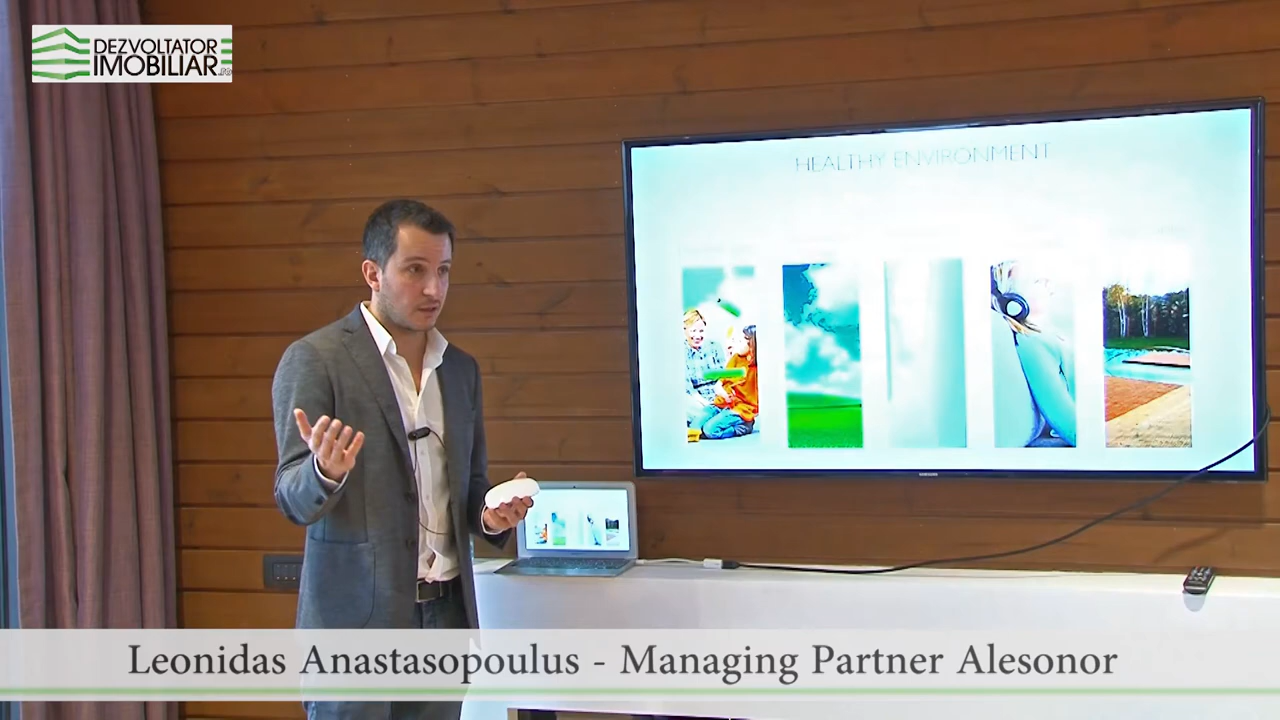 DEZVOLTATOR
IMOBILIAR.ro
HEALTHY ENVIRONMENT
SAMSUNG
Leonidas Anastasopoulus - Managing Partner Alesonor